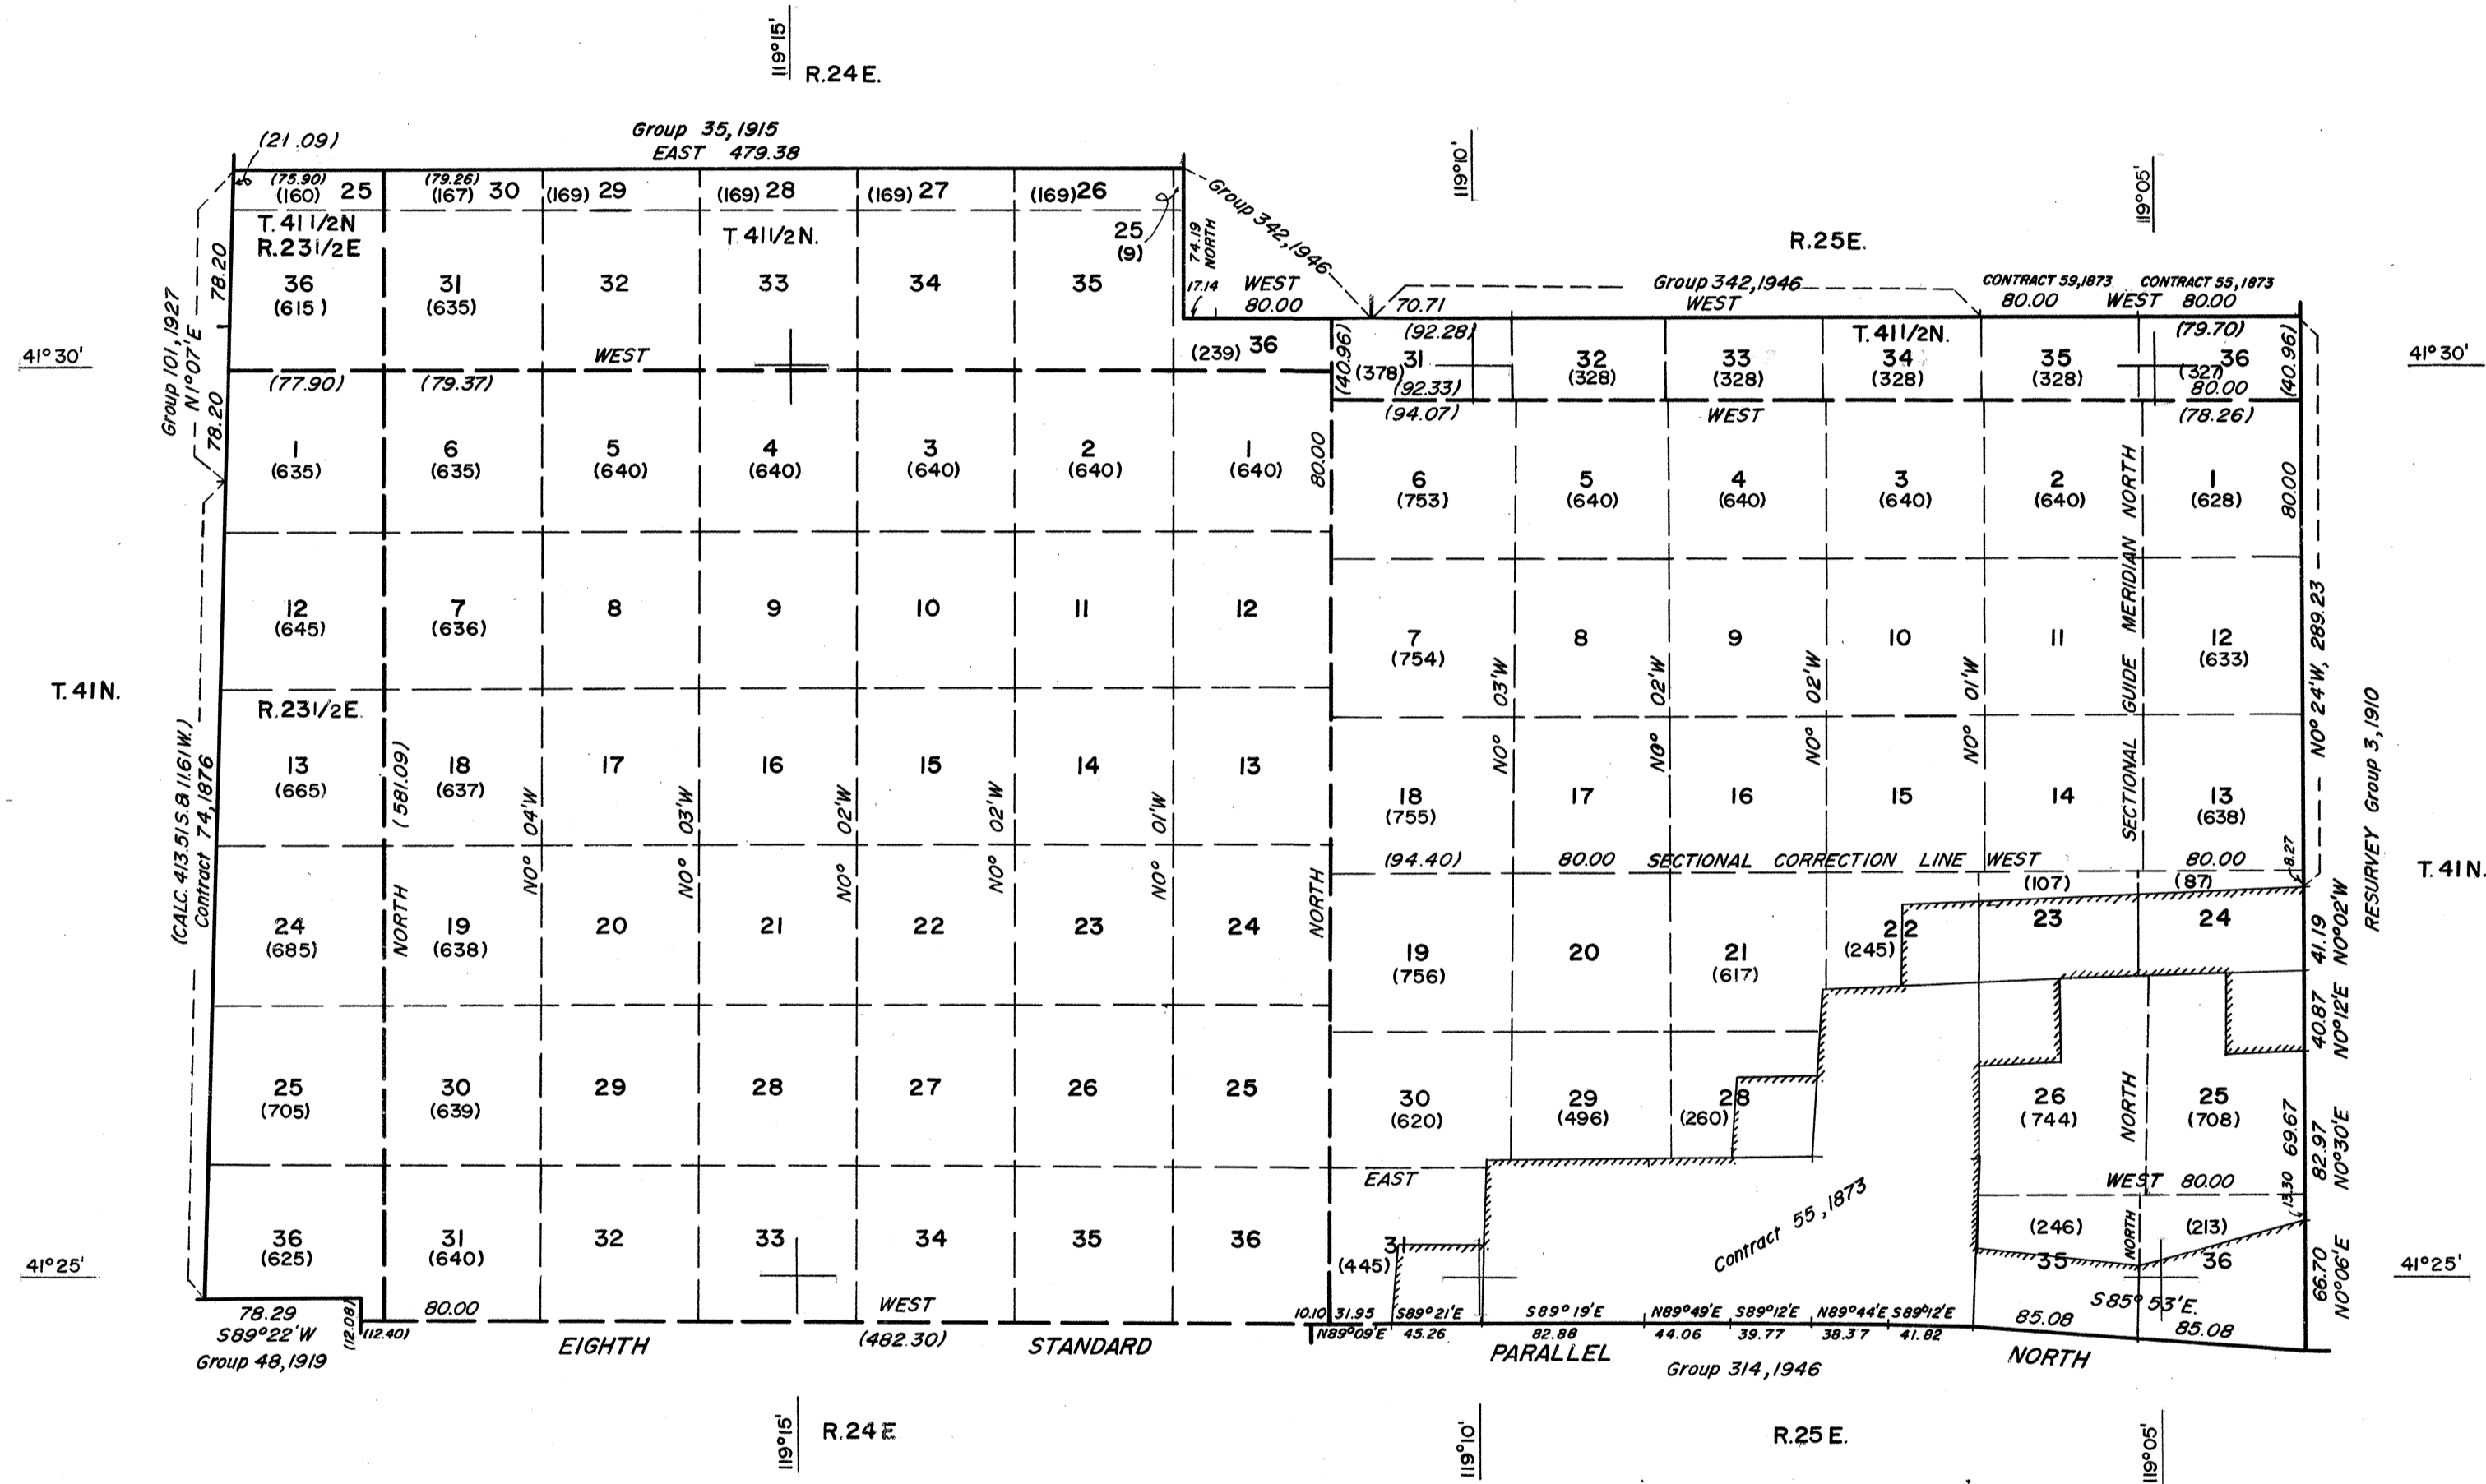 119°15'
R.24E.
(21.09)
Group 35,1915
EAST 479.38
119°10'
119°05'
(75.90)
(160) 25
(79.26)
(167) 30
(169) 29
(169) 28
(169) 27
(169) 26
T. 41 1/2 N
R. 23 1/2 E
T. 41 1/2 N.
25
(9)
74.19
NORTH
Group 342,1946
R.25E.
Group 101, 1927
N1°07'E
78.20
36
(615)
31
(635)
32
33
34
35
17.14
WEST
80.00
70.71
Group 342,1946
WEST
CONTRACT 59,1873
CONTRACT 55,1873
80.00 WEST 80.00
41°30'
WEST
(239) 36
(40.96)
(92.28)
31
(378)
(92.33)
32
(328)
33
(328)
T. 41 1/2 N.
34
(328)
35
(328)
(79.70)
36
(327)
80.00
(40.96)
41°30'
(77.90)
(79.37)
78.20
(94.07)
WEST
(78.26)
1
(635)
6
(635)
5
(640)
4
(640)
3
(640)
2
(640)
1
(640)
80.00
6
(753)
5
(640)
4
(640)
3
(640)
2
(640)
1
(628)
80.00
12
(645)
7
(636)
8
9
10
11
12
7
(754)
8
9
10
11
12
(633)
SECTIONAL GUIDE MERIDIAN NORTH
N0°24'W, 289.23
T. 41 N.
R. 23 1/2 E.
N0° 03'W
N0° 02'W
N0° 02'W
N0° 01'W
RESURVEY Group 3, 1910
(CALC. 413.51 S. & 11.61 W.)
Contract 74, 1876
13
(665)
(581.09)
18
(637)
17
16
15
14
13
18
(755)
17
16
15
14
13
(638)
NORTH
N0° 04'W
N0° 03'W
N0° 02'W
N0° 02'W
N0° 01'W
NORTH
(94.40)
80.00 SECTIONAL CORRECTION LINE WEST
80.00
8.27
T. 41 N.
(107)
(87)
24
(685)
19
(638)
20
21
22
23
24
19
(756)
20
21
(617)
22
(245)
23
24
41.19
N0°02'W
40.87
N0°12'E
25
(705)
30
(639)
29
28
27
26
25
30
(620)
29
(496)
28
(260)
26
(744)
NORTH
25
(708)
69.67
82.97
N0°30'E
EAST
WEST 80.00
13.30
Contract 55, 1873
36
(625)
31
(640)
32
33
34
35
36
31
(445)
(246)
35
NORTH
(213)
36
66.70
N0°06'E
41°25'
41°25'
78.29
S89°22'W
Group 48, 1919
(12.08)
(12.40)
80.00
WEST
10.10
31.95
S89°21'E
S89°19'E
N89°49'E
S89°12'E
N89°44'E
S89°12'E
S85°53'E.
N89°09'E
45.26
82.88
44.06
39.77
38.37
41.82
85.08
85.08
EIGHTH
(482.30)
STANDARD
PARALLEL
NORTH
Group 314, 1946
119°15'
R.24 E
119°10'
R.25 E.
119°05'